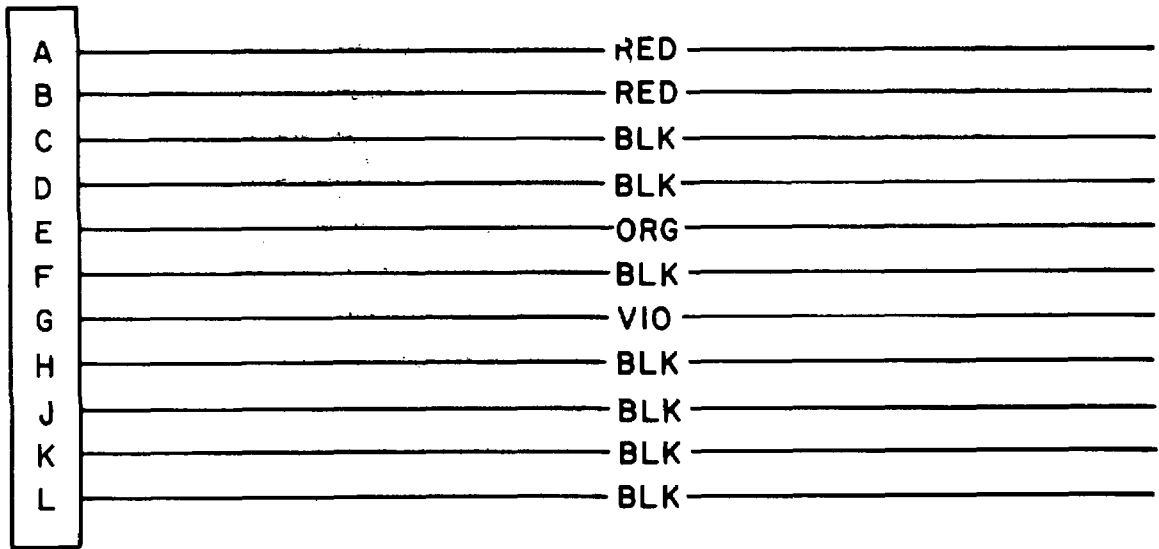 A RED
B RED
C BLK
D BLK
E ORG
F BLK
G VIO
H BLK
J BLK
K BLK
L BLK